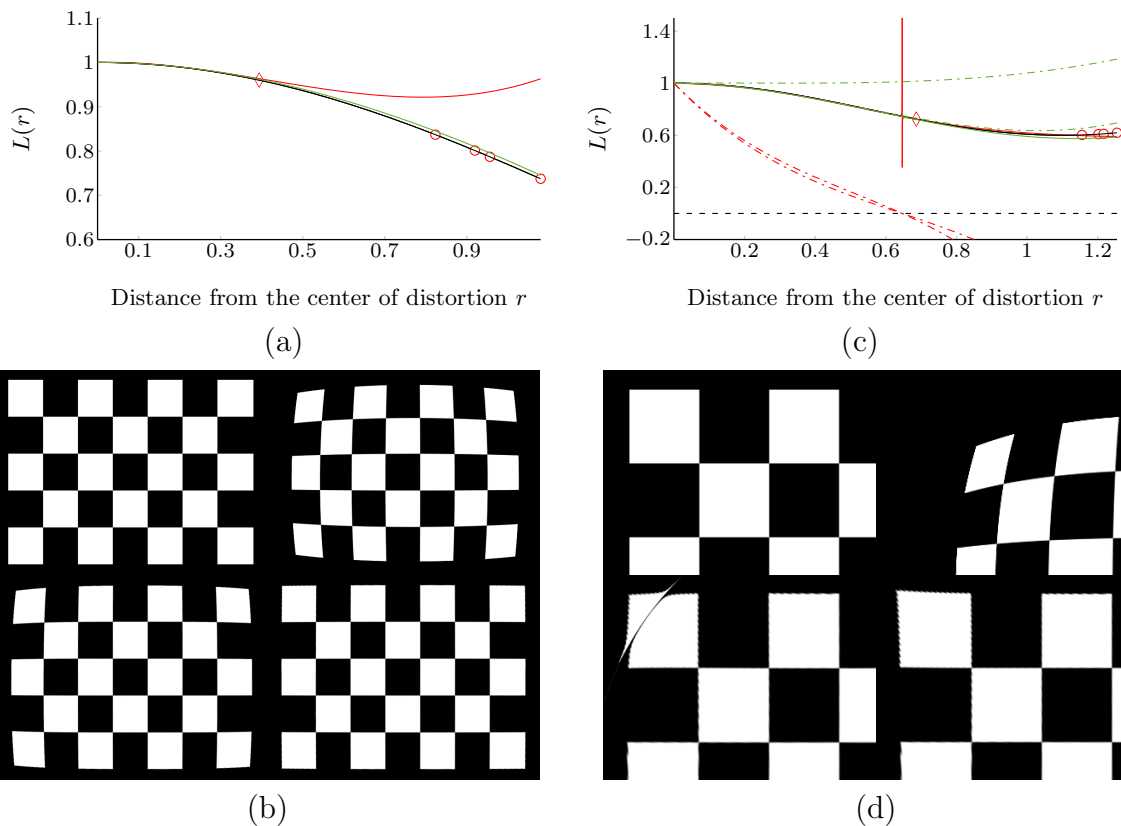 1.1
1
0.9
0.8
0.7
0.6
L(r)
0.1 0.3 0.5 0.7 0.9
Distance from the center of distortion r
(a)
1.4
1
0.6
0.2
−0.2
L(r)
0.2 0.4 0.6 0.8 1 1.2
Distance from the center of distortion r
(c)
(b)
(d)